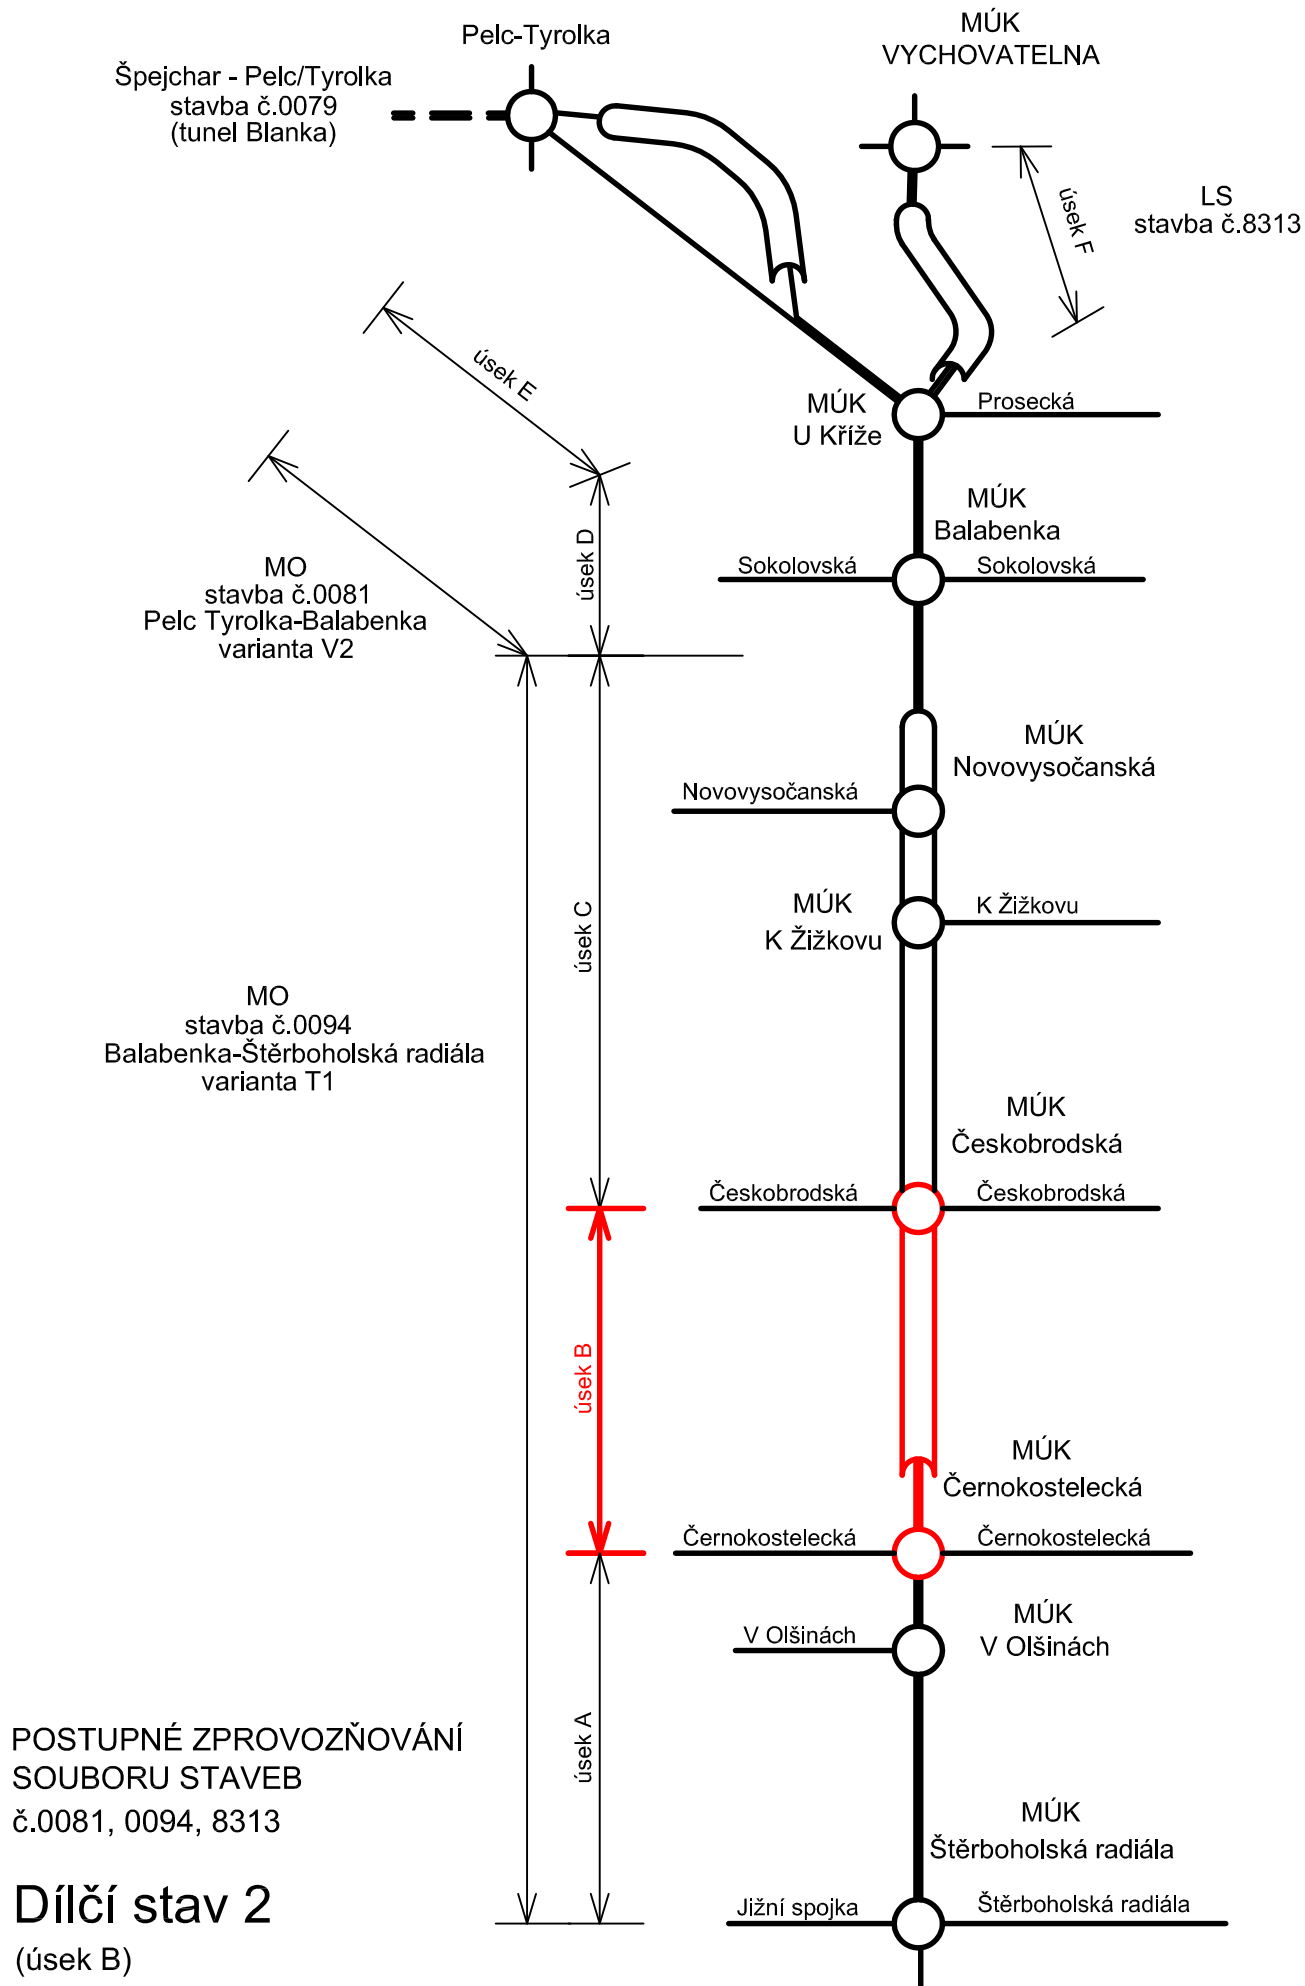 Pelc-Tyrolka
MÚK
VYCHOVATELNA
Špejchar - Pelc/Tyrolka
stavba č.0079
(tunel Blanka)
úsek F
LS
stavba č.8313
úsek E
MÚK
U Kříže
Prosecká
MÚK
Balabenka
úsek D
Sokolovská
Sokolovská
MO
stavba č.0081
Pelc Tyrolka-Balabenka
varianta V2
MÚK
Novovysočanská
Novovysočanská
MÚK
K Žižkovu
K Žižkovu
úsek C
MO
stavba č.0094
Balabenka-Štěrboholská radiála
varianta T1
MÚK
Českobrodská
Českobrodská
Českobrodská
úsek B
MÚK
Černokostelecká
Černokostelecká
Černokostelecká
MÚK
V Olšinách
V Olšinách
úsek A
POSTUPNÉ ZPROVOZŇOVÁNÍ
SOUBORU STAVEB
č.0081, 0094, 8313
MÚK
Štěrboholská radiála
Dílčí stav 2
(úsek B)
Jižní spojka
Štěrboholská radiála